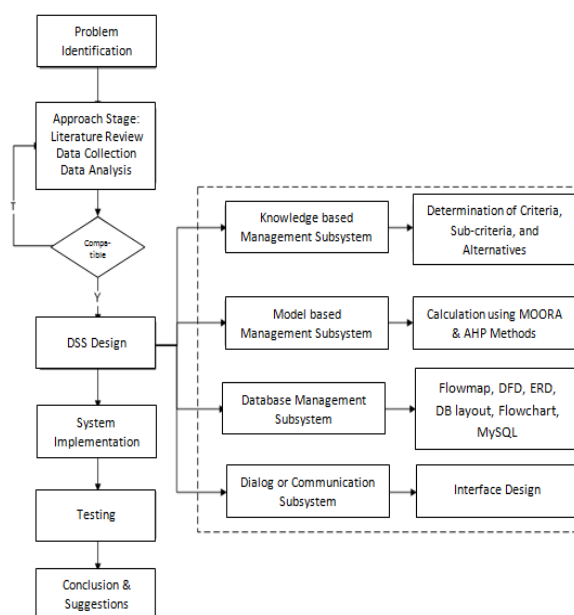 Problem
Identification
Approach Stage:
Literature Review
Data Collection
Data Analysis
T
Compa-
tible
Y
DSS Design
System
Implementation
Testing
Conclusion &
Suggestions
Knowledge based
Management Subsystem
Determination of Criteria,
Sub-criteria, and
Alternatives
Model based
Management Subsystem
Calculation using MOORA
& AHP Methods
Database Management
Subsystem
Flowmap, DFD, ERD,
DB layout, Flowchart,
MySQL
Dialog or Communication
Subsystem
Interface Design